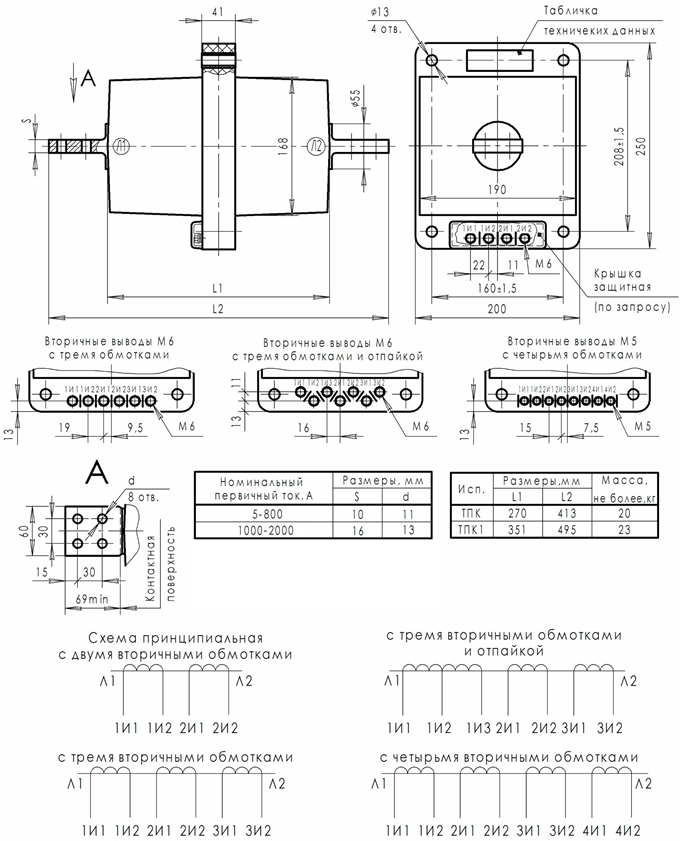 41
⌀13
4 отв.
Табличка
техничеких данных
А
S
Л1
168
⌀55
Л2
190
208±1.5
250
1И1 1И2 2И1 2И2
22
11
М6
160±1.5
200
Крышка
защитная
(по запросу)
L1
L2
Вторичные выводы М6
с тремя обмотками
1И1 1И2 2И1 2И2 3И1 3И2
13
19
9,5
М6
Вторичные выводы М6
с тремя обмотками и отпайкой
11
13
16
М6
Вторичные выводы М5
с четырьмя обмотками
1И1 1И2 2И1 2И2 3И1 3И2 4И1 4И2
13
15
7,5
М5
А
d
8 отв.
60
30
15
30
69min
Контактная
поверхность
Номинальный
первичный ток, А
Размеры, мм
S
d
5-800
10
11
1000-2000
16
13
Исп.
Размеры,мм
L1
L2
Масса,
не более,кг
ТПК
270
413
20
ТПК1
351
495
23
Схема принципиальная
с двумя вторичными обмотками
Л1
Л2
1И1 1И2 2И1 2И2
с тремя вторичными обмотками
и отпайкой
Л1
Л2
1И1 1И2 1И3 2И1 2И2 3И1 3И2
с тремя вторичными обмотками
Л1
Л2
1И1 1И2 2И1 2И2 3И1 3И2
с четырьмя вторичными обмотками
Л1
Л2
1И1 1И2 2И1 2И2 3И1 3И2 4И1 4И2